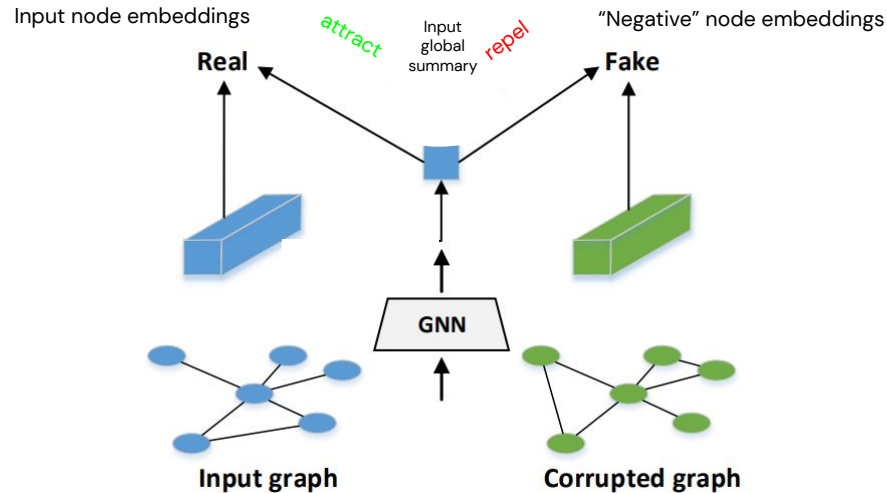 Input node embeddings
attract
Input
global
summary
repel
“Negative” node embeddings
Real
Fake
GNN
Input graph
Corrupted graph